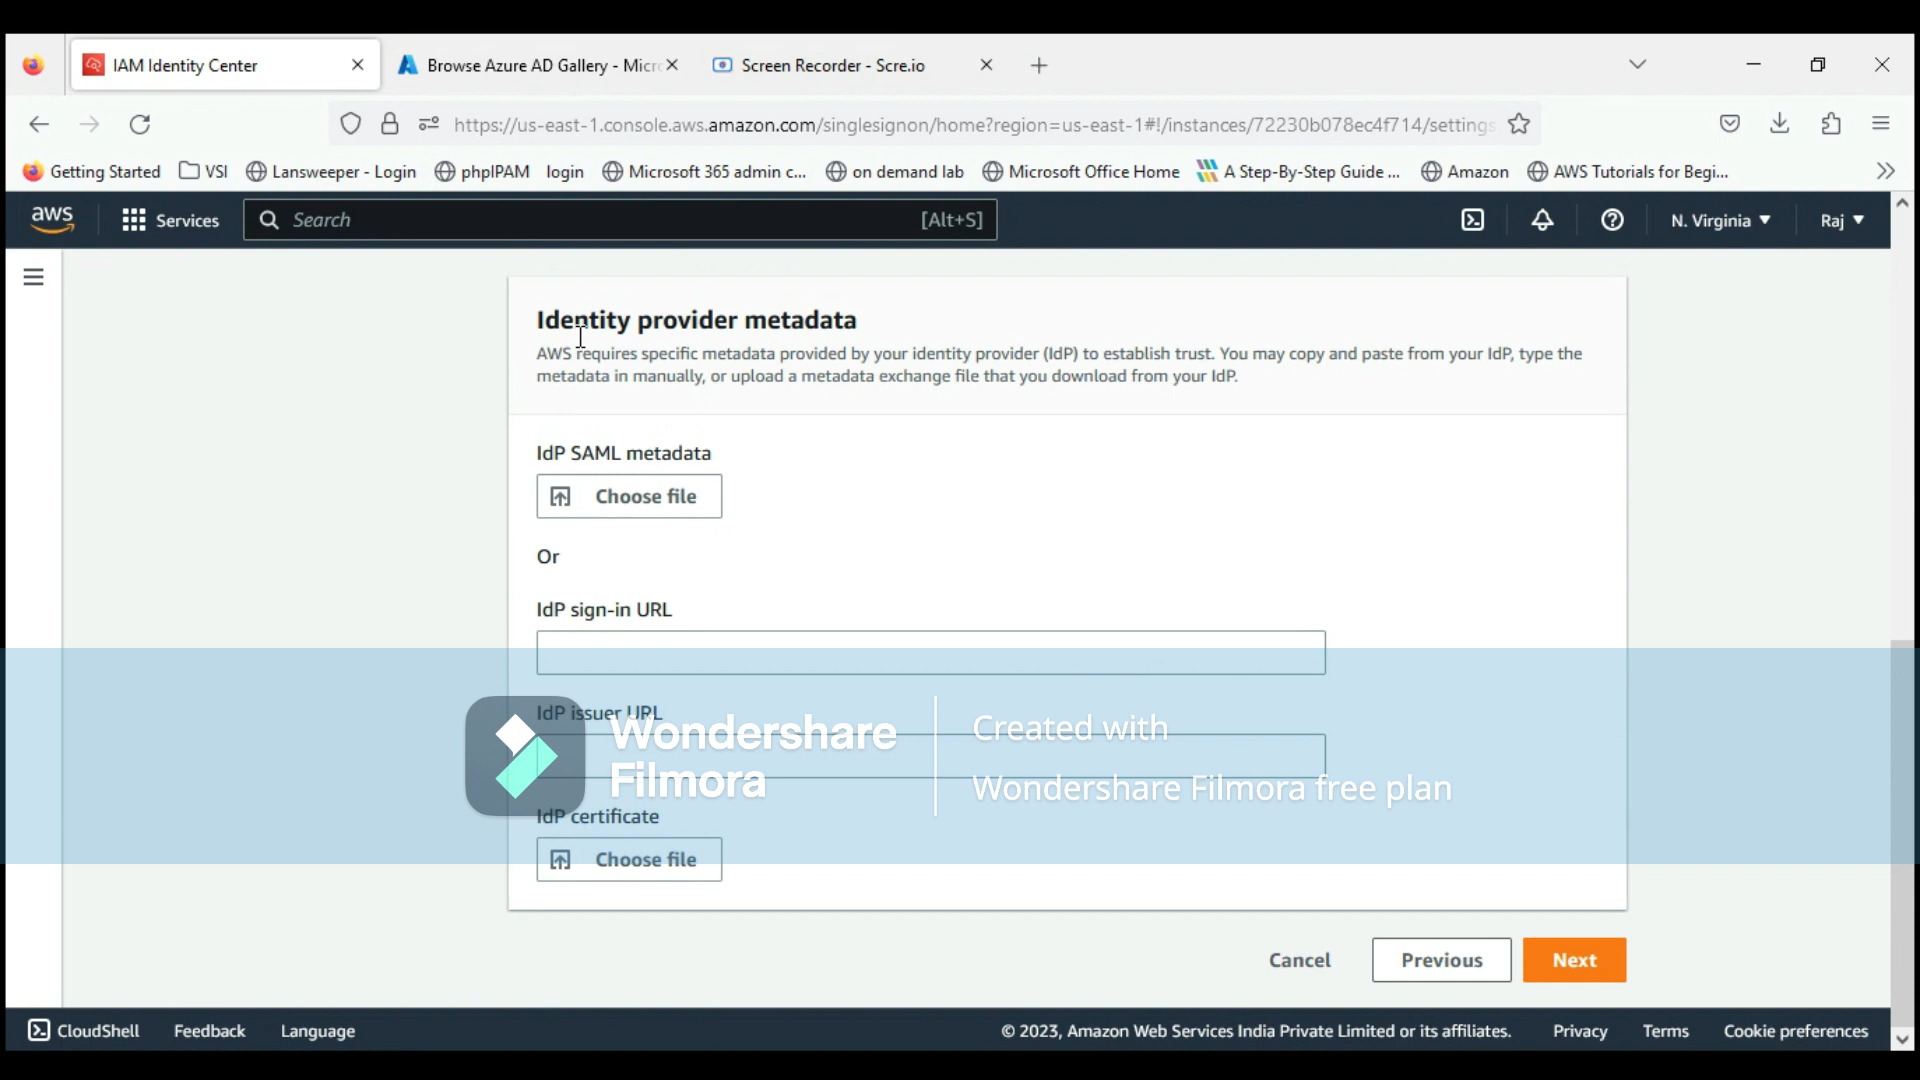 IAM Identity Center
Browse Azure AD Gallery - Micr
Screen Recorder - Scre.io
https://us-east-1.console.aws.amazon.com/singlesignon/home?region=us-east-1#!/instances/72230b078ec4f714/settings
Getting Started
VSI
Lansweeper - Login
phpIPAM
login
Microsoft 365 admin c...
on demand lab
Microsoft Office Home
A Step-By-Step Guide ...
Amazon
AWS Tutorials for Begi...
aws
Services
Search
[Alt+S]
N. Virginia
Raj
Identity provider metadata
AWS requires specific metadata provided by your identity provider (IdP) to establish trust. You may copy and paste from your IdP, type the
metadata in manually, or upload a metadata exchange file that you download from your IdP.
IdP SAML metadata
Choose file
Or
IdP sign-in URL
IdP issuer URL
Wondershare
Filmora
Created with
Wondershare Filmora free plan
IdP certificate
Choose file
Cancel
Previous
Next
CloudShell
Feedback
Language
© 2023, Amazon Web Services India Private Limited or its affiliates.
Privacy
Terms
Cookie preferences